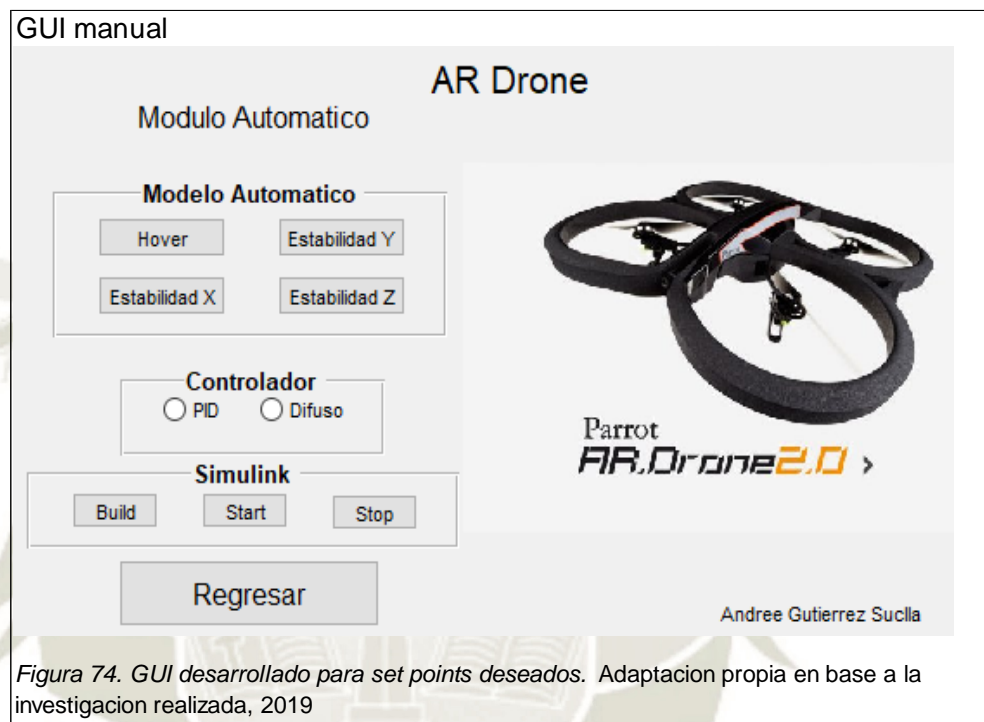 GUI manual
AR Drone
Modulo Automatico
Modelo Automatico
Hover
Estabilidad Y
Estabilidad X
Estabilidad Z
Controlador
PID
Difuso
Simulink
Build
Start
Stop
Regresar
Parrot
AR.Drone2.0 >
Andree Gutierrez Suclla
Figura 74. GUI desarrollado para set points deseados. Adaptacion propia en base a la
investigacion realizada, 2019